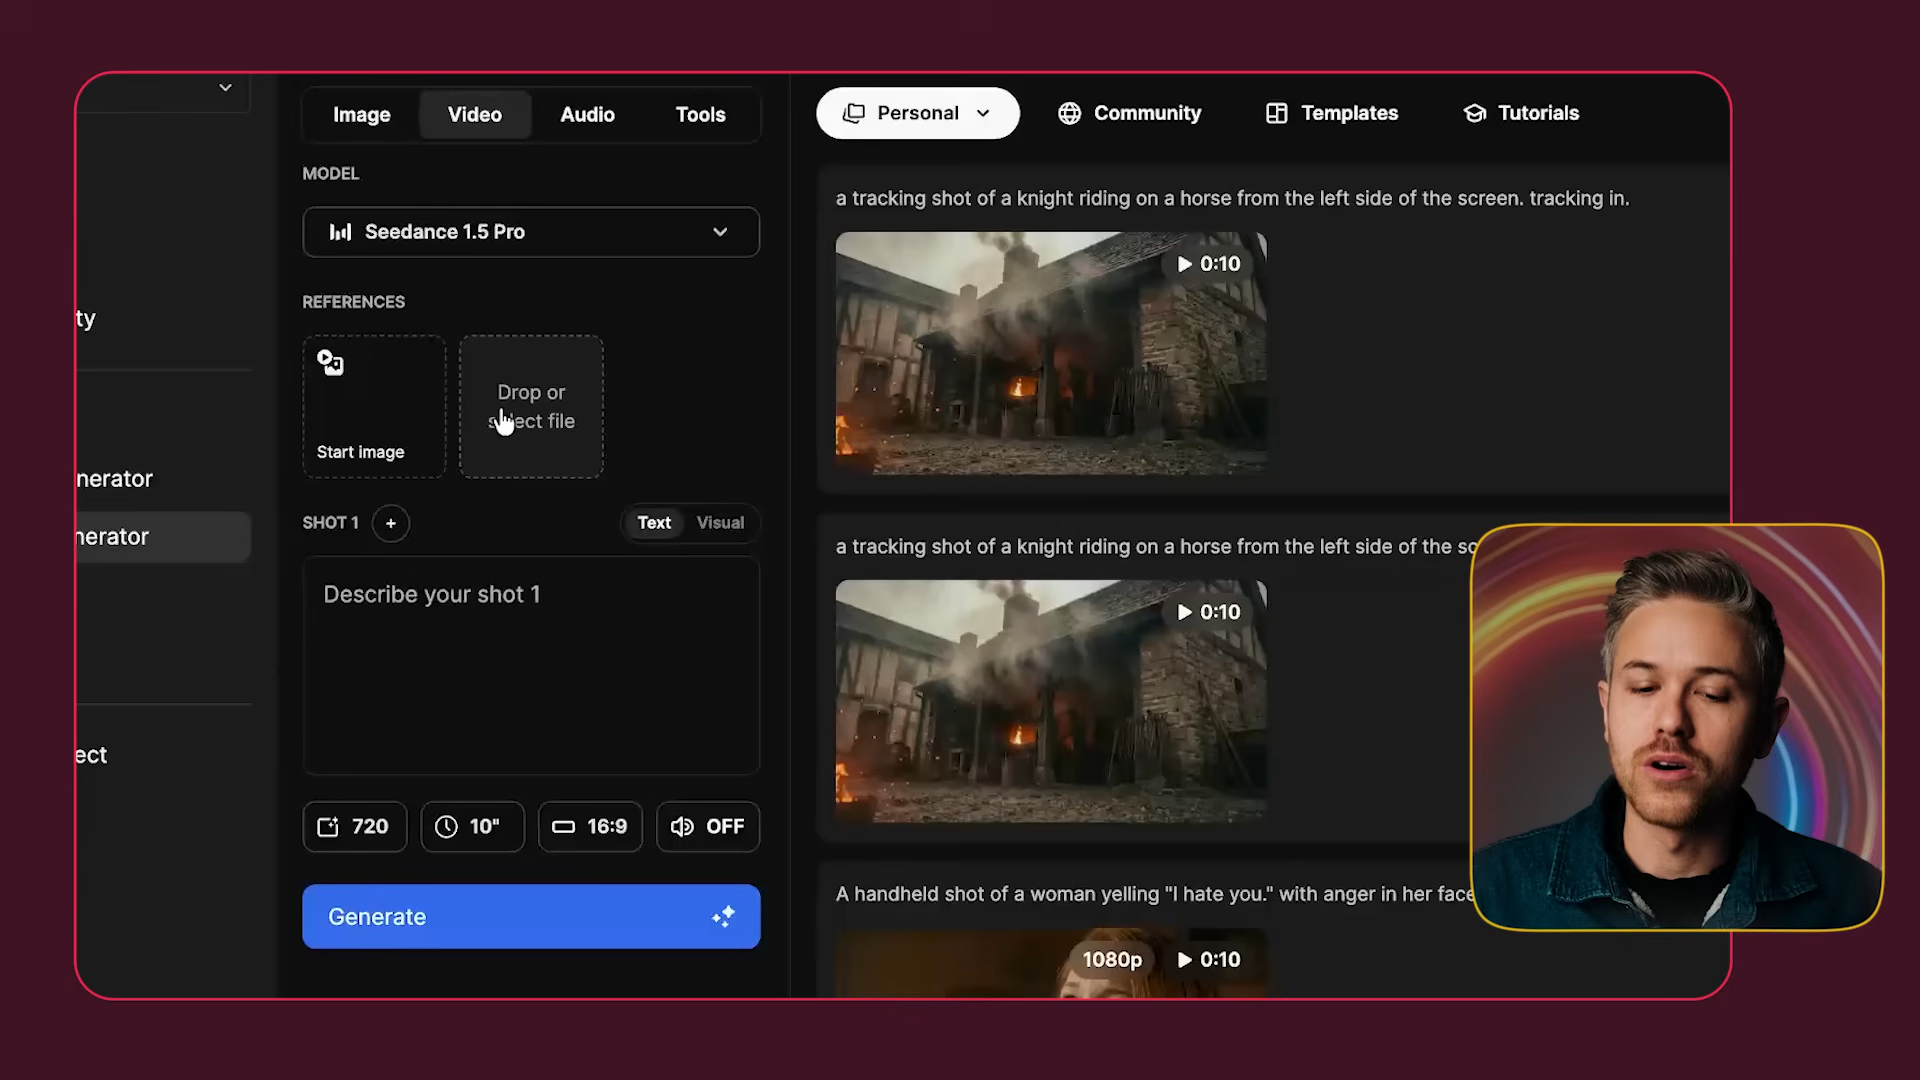 Image
Video
Audio
Tools
MODEL
Seedance 1.5 Pro
REFERENCES
Start image
Drop or
select file
SHOT 1
Text
Visual
Describe your shot 1
720
10"
16:9
OFF
Generate
ty
nerator
nerator
ect
Personal
Community
Templates
Tutorials
a tracking shot of a knight riding on a horse from the left side of the screen. tracking in.
0:10
a tracking shot of a knight riding on a horse from the left side of the sc
0:10
A handheld shot of a woman yelling "I hate you." with anger in her face
1080p
0:10